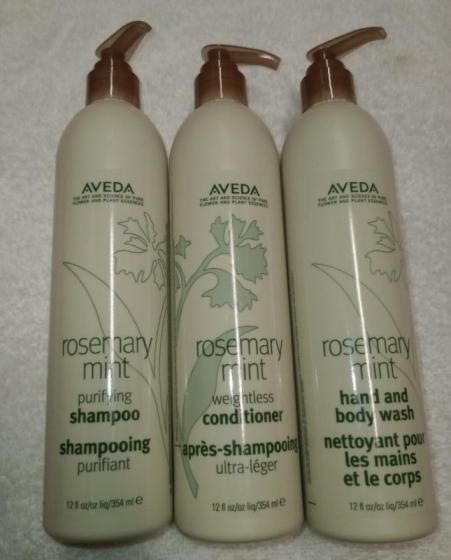 AVEDA
THE ART AND SCIENCE OF PURE
FLOWER AND PLANT ESSENCES
rosemary
mint
purifying
shampoo
shampooing
purifiant
12 fl oz/oz liq/354 ml e
AVEDA
THE ART AND SCIENCE OF PURE
FLOWER AND PLANT ESSENCES
rosemary
mint
weightless
conditioner
après-shampooing
ultra-léger
12 fl oz/oz liq/354 ml e
AVEDA
THE ART AND SCIENCE OF PURE
FLOWER AND PLANT ESSENCES
rosemary
mint
hand and
body wash
nettoyant pour
les mains
et le corps
12 fl oz/oz liq/354 ml e